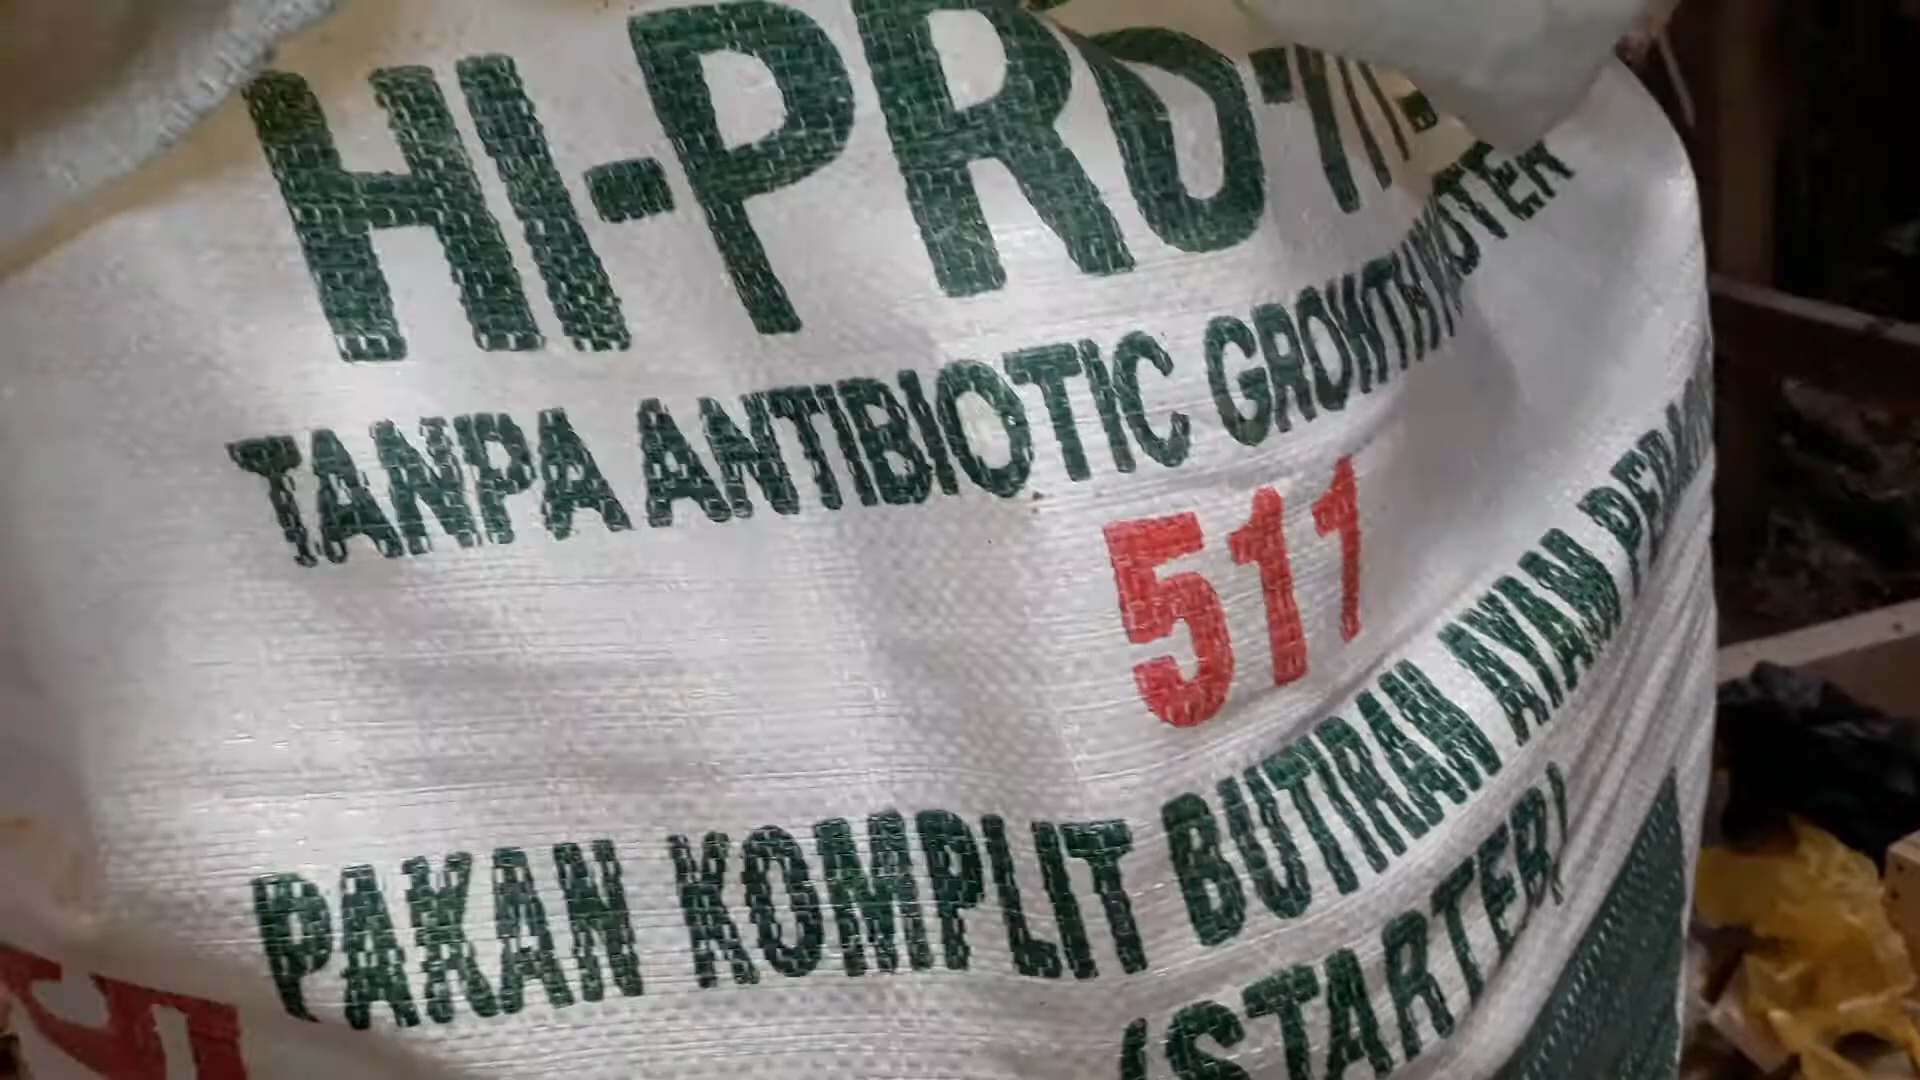 HI-PRO-
TANPA ANTIBIOTIC GROWTH
511
PAKAN KOMPLIT BUTIRAN AYAM
(STARTER)